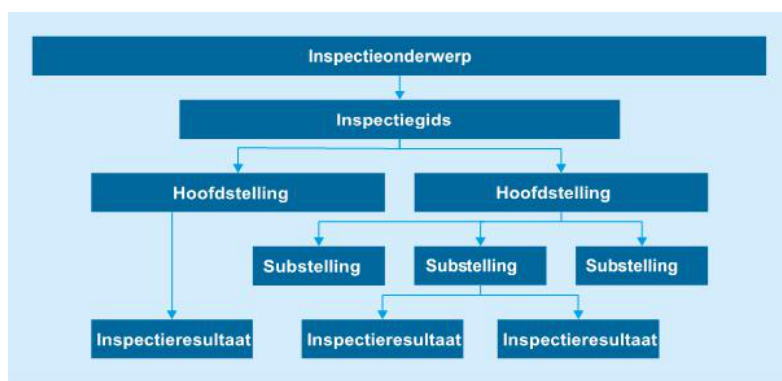 Inspectieonderwerp
Inspectiegids
Hoofdstelling
Hoofdstelling
Substelling
Substelling
Substelling
Inspectieresultaat
Inspectieresultaat
Inspectieresultaat